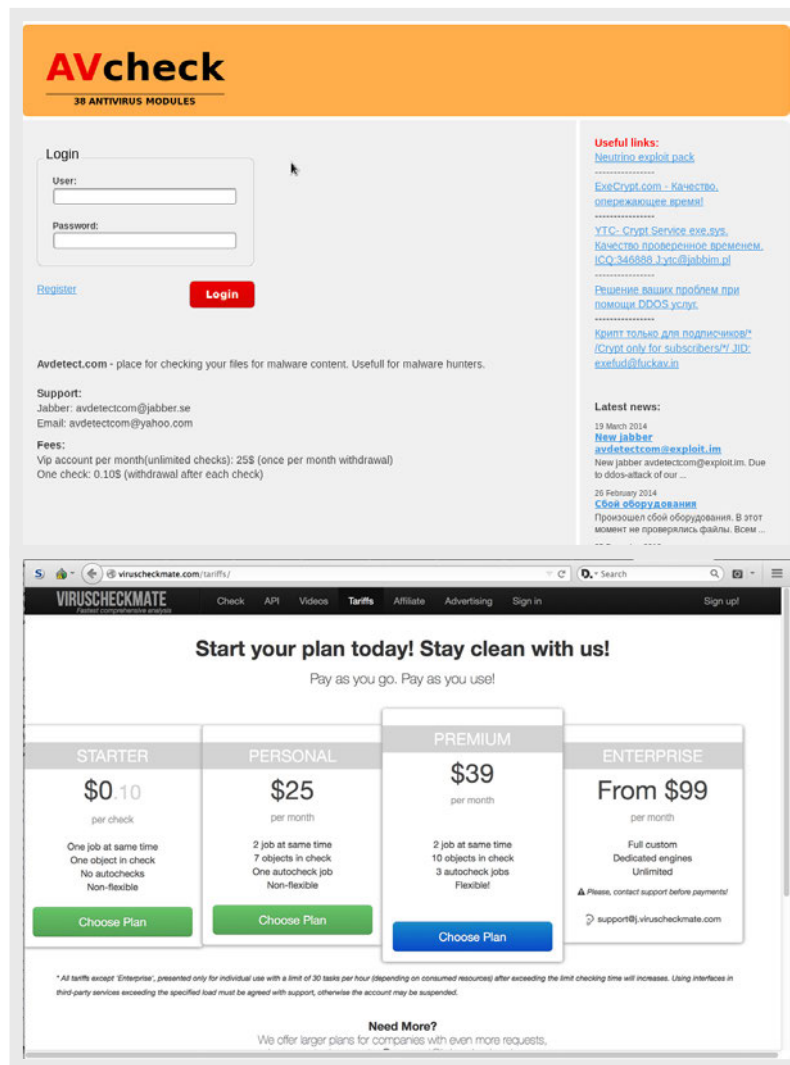 AVcheck
38 ANTIVIRUS MODULES
Login
User:
Password:
Register
Login
Avdetect.com - place for checking your files for malware content. Usefull for malware hunters.
Support:
Jabber: avdetectcom@jabber.se
Email: avdetectcom@yahoo.com
Fees:
Vip account per month(unlimited checks): 25$ (once per month withdrawal)
One check: 0.10$ (withdrawal after each check)
Useful links:
Neutrino exploit pack
----------------
ExeCrypt.com - Качество,
опережающее время!
----------------
YTC- Crypt Service exe,sys.
Качество проверенное временем.
ICQ:346888 J:ytc@jabbim.pl
----------------
Решение ваших проблем при
помощи DDOS услуг.
----------------
Крипт только для подписчиков/*
/Crypt only for subscribers/*/ JID:
exefud@fuckav.in
Latest news:
19 March 2014
New jabber
avdetectcom@exploit.im
New jabber avdetectcom@exploit.im. Due
to ddos-attack of our ...
26 February 2014
Сбой оборудования
Произошел сбой оборудования. В этот
момент не проверялись файлы. Всем ...
viruscheckmate.com/tariffs/
Search
VIRUSCHECKMATE
Fastest comprehensive analysis
Check API Videos Tariffs Affiliate Advertising Sign in Sign up!
Start your plan today! Stay clean with us!
Pay as you go. Pay as you use!
STARTER
$0.10
per check
One job at same time
One object in check
No autochecks
Non-flexible
Choose Plan
PERSONAL
$25
per month
2 job at same time
7 objects in check
One autocheck job
Non-flexible
Choose Plan
PREMIUM
$39
per month
2 job at same time
10 objects in check
3 autocheck jobs
Flexible!
Choose Plan
ENTERPRISE
From $99
per month
Full custom
Dedicated engines
Unlimited
Please, contact support before payments!
support@j.viruscheckmate.com
* All tariffs except 'Enterprise', presented only for individual use with a limit of 30 tasks per hour (depending on consumed resources) after exceeding the limit checking time will increases. Using interfaces in
third-party services exceeding the specified load must be agreed with support, otherwise the account may be suspended.
Need More?
We offer larger plans for companies with even more requests,